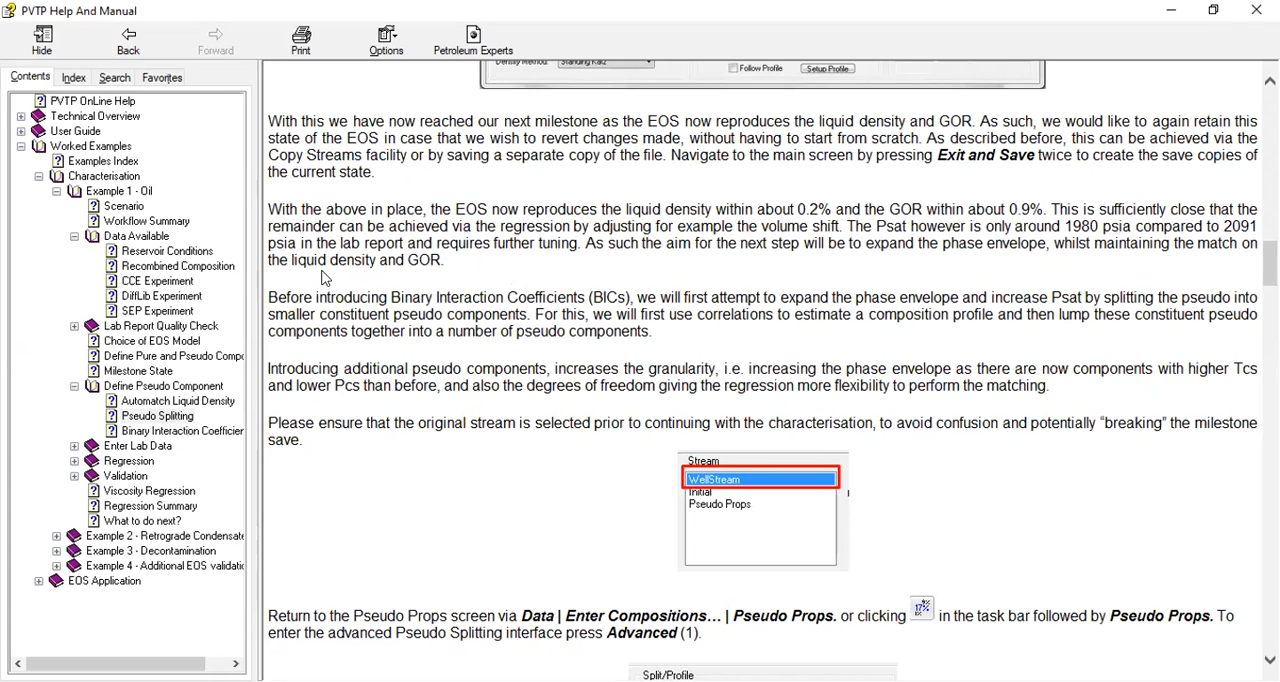 PVTP Help And Manual
Hide
Back
Forward
Print
Options
Petroleum Experts
Contents
Index
Search
Favorites
PVTP OnLine Help
Technical Overview
User Guide
Worked Examples
Examples Index
Characterisation
Example 1 - Oil
Scenario
Workflow Summary
Data Available
Reservoir Conditions
Recombined Composition
CCE Experiment
DiffLib Experiment
SEP Experiment
Lab Report Quality Check
Choice of EOS Model
Define Pure and Pseudo Compo
Milestone State
Define Pseudo Component
Automatch Liquid Density
Pseudo Splitting
Binary Interaction Coefficier
Enter Lab Data
Regression
Validation
Viscosity Regression
Regression Summary
What to do next?
Example 2 - Retrograde Condensate
Example 3 - Decontamination
Example 4 - Additional EOS validatic
EOS Application
Density Method: Standing Katz
Follow Profile
Setup Profile
With this we have now reached our next milestone as the EOS now reproduces the liquid density and GOR. As such, we would like to again retain this
state of the EOS in case that we wish to revert changes made, without having to start from scratch. As described before, this can be achieved via the
Copy Streams facility or by saving a separate copy of the file. Navigate to the main screen by pressing Exit and Save twice to create the save copies of
the current state.
With the above in place, the EOS now reproduces the liquid density within about 0.2% and the GOR within about 0.9%. This is sufficiently close that the
remainder can be achieved via the regression by adjusting for example the volume shift. The Psat however is only around 1980 psia compared to 2091
psia in the lab report and requires further tuning. As such the aim for the next step will be to expand the phase envelope, whilst maintaining the match on
the liquid density and GOR.
Before introducing Binary Interaction Coefficients (BICs), we will first attempt to expand the phase envelope and increase Psat by splitting the pseudo into
smaller constituent pseudo components. For this, we will first use correlations to estimate a composition profile and then lump these constituent pseudo
components together into a number of pseudo components.
Introducing additional pseudo components, increases the granularity, i.e. increasing the phase envelope as there are now components with higher Tcs
and lower Pcs than before, and also the degrees of freedom giving the regression more flexibility to perform the matching.
Please ensure that the original stream is selected prior to continuing with the characterisation, to avoid confusion and potentially “breaking” the milestone
save.
Stream
WellStream
Initial
Pseudo Props
Return to the Pseudo Props screen via Data | Enter Compositions... | Pseudo Props. or clicking in the task bar followed by Pseudo Props. To
enter the advanced Pseudo Splitting interface press Advanced (1).
Split/Profile